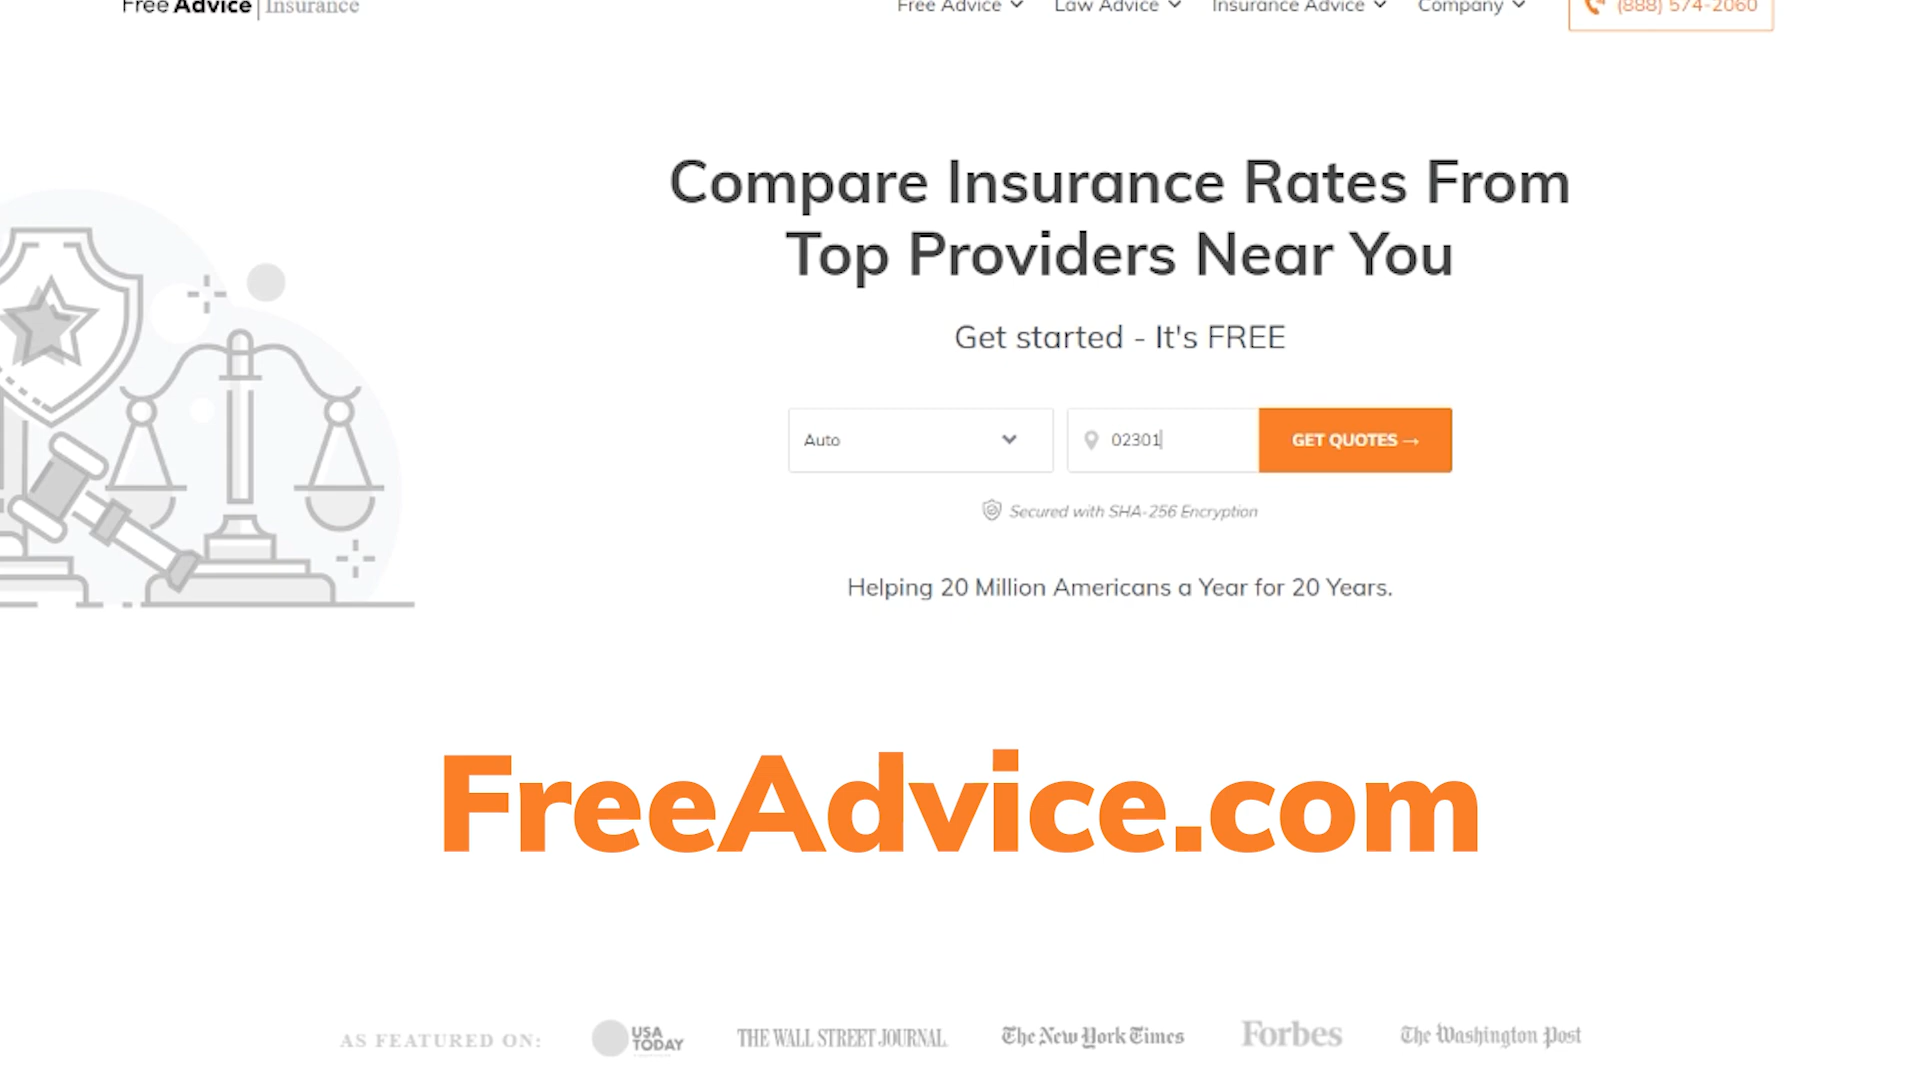 Free Advice | Insurance
Free Advice Law Advice Insurance Advice Company (888) 574-2060
Compare Insurance Rates From
Top Providers Near You
Get started - It's FREE
Auto 02301 GET QUOTES →
Secured with SHA-256 Encryption
Helping 20 Million Americans a Year for 20 Years.
FreeAdvice.com
AS FEATURED ON: USA TODAY THE WALL STREET JOURNAL The New York Times Forbes The Washington Post